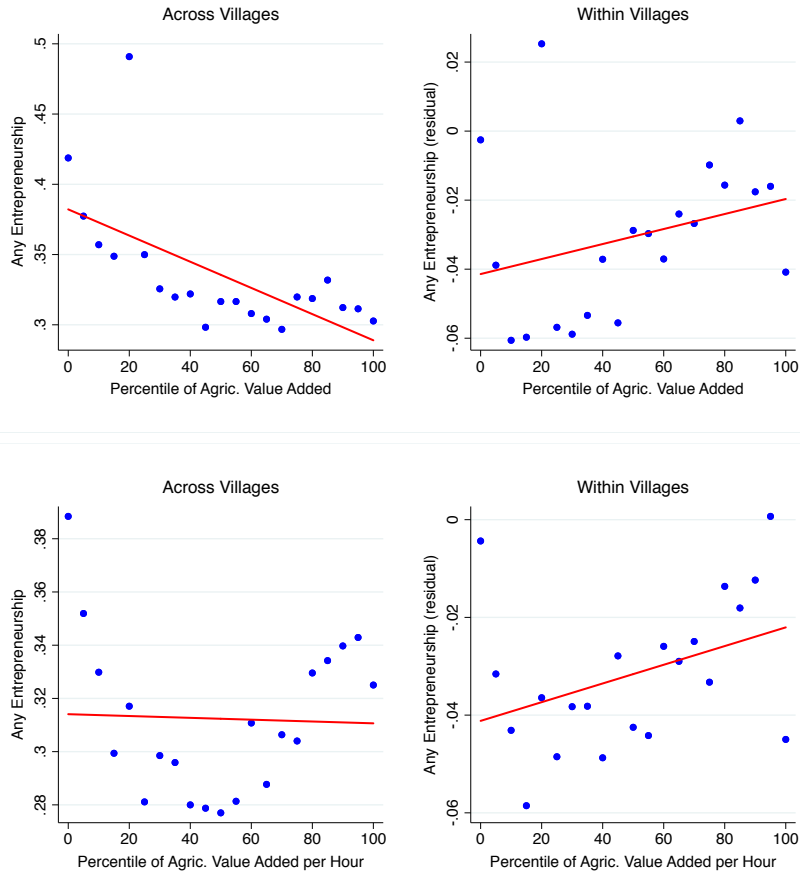 Across Villages
.5
.45
.4
.35
.3
Any Entrepreneurship
0 20 40 60 80 100
Percentile of Agric. Value Added
Within Villages
.02
0
-.02
-.04
-.06
Any Entrepreneurship (residual)
0 20 40 60 80 100
Percentile of Agric. Value Added
Across Villages
.38
.36
.34
.32
.3
.28
Any Entrepreneurship
0 20 40 60 80 100
Percentile of Agric. Value Added per Hour
Within Villages
0
-.02
-.04
-.06
Any Entrepreneurship (residual)
0 20 40 60 80 100
Percentile of Agric. Value Added per Hour